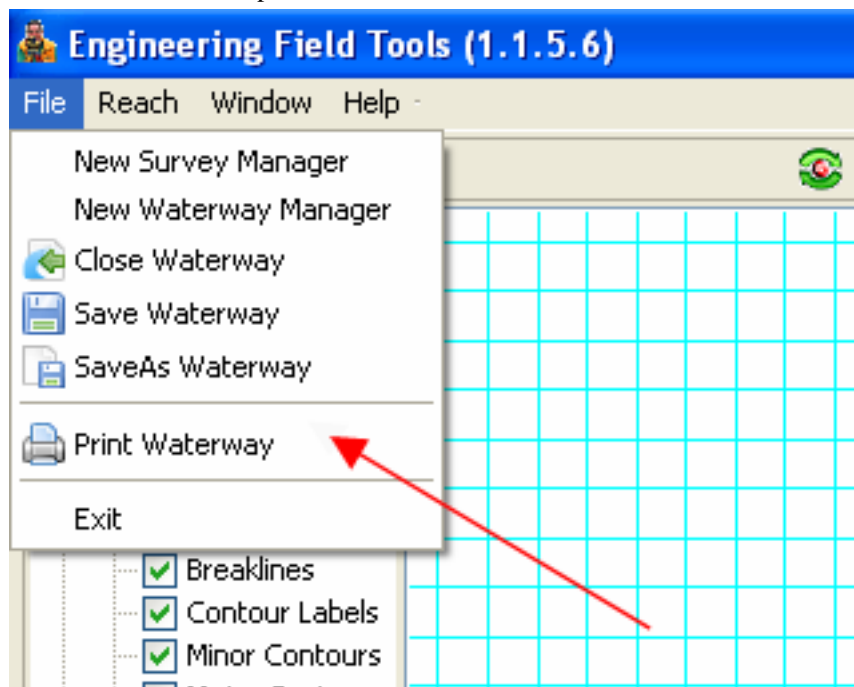 Engineering Field Tools (1.1.5.6)
File Reach Window Help
New Survey Manager
New Waterway Manager
Close Waterway
Save Waterway
SaveAs Waterway
Print Waterway
Exit
Breaklines
Contour Labels
Minor Contours